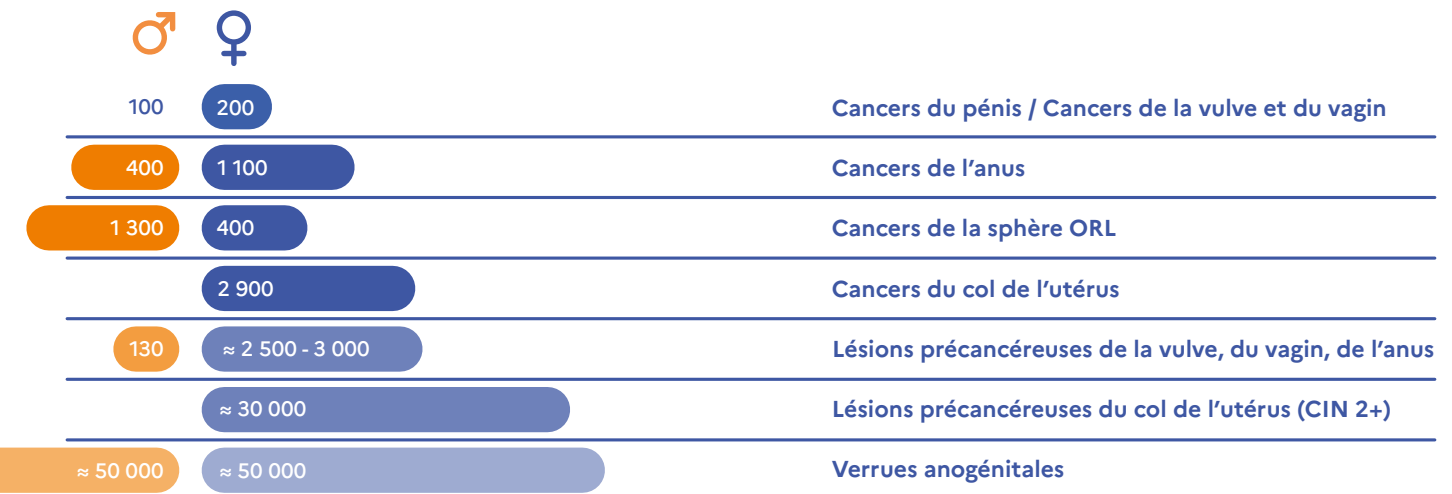 100 200 Cancers du pénis / Cancers de la vulve et du vagin
400 1 100 Cancers de l’anus
1 300 400 Cancers de la sphère ORL
2 900 Cancers du col de l’utérus
130 ≈ 2 500 - 3 000 Lésions précancéreuses de la vulve, du vagin, de l’anus
≈ 30 000 Lésions précancéreuses du col de l’utérus (CIN 2+)
≈ 50 000 ≈ 50 000 Verrues anogénitales